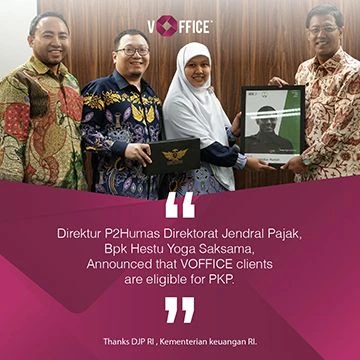 VOFFICE
"
Direktur P2Humas Direktorat Jendral Pajak,
Bpk Hestu Yoga Saksama,
Announced that VOFFICE clients
are eligible for PKP.
"
Thanks DJP RI , Kementerian keuangan RI.